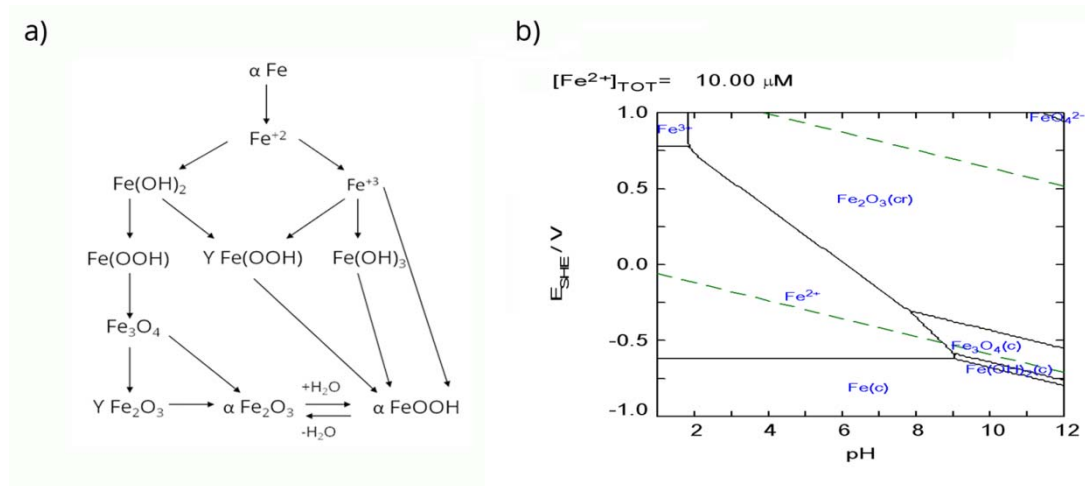 a)
α Fe
Fe+2
Fe(OH)2
Fe+3
Fe(OOH)
Y Fe(OOH)
Fe(OH)3
Fe3O4
+H2O
Y Fe2O3
α Fe2O3
α FeOOH
-H2O
b)
[Fe2+]TOT= 10.00 µM
1.0
Fe3+
FeO4 2-
0.5
Fe2O3(cr)
ESHE / V
0.0
Fe2+
-0.5
Fe3O4(c)
Fe(OH)2(c)
Fe(c)
-1.0
2 4 6 8 10 12
pH